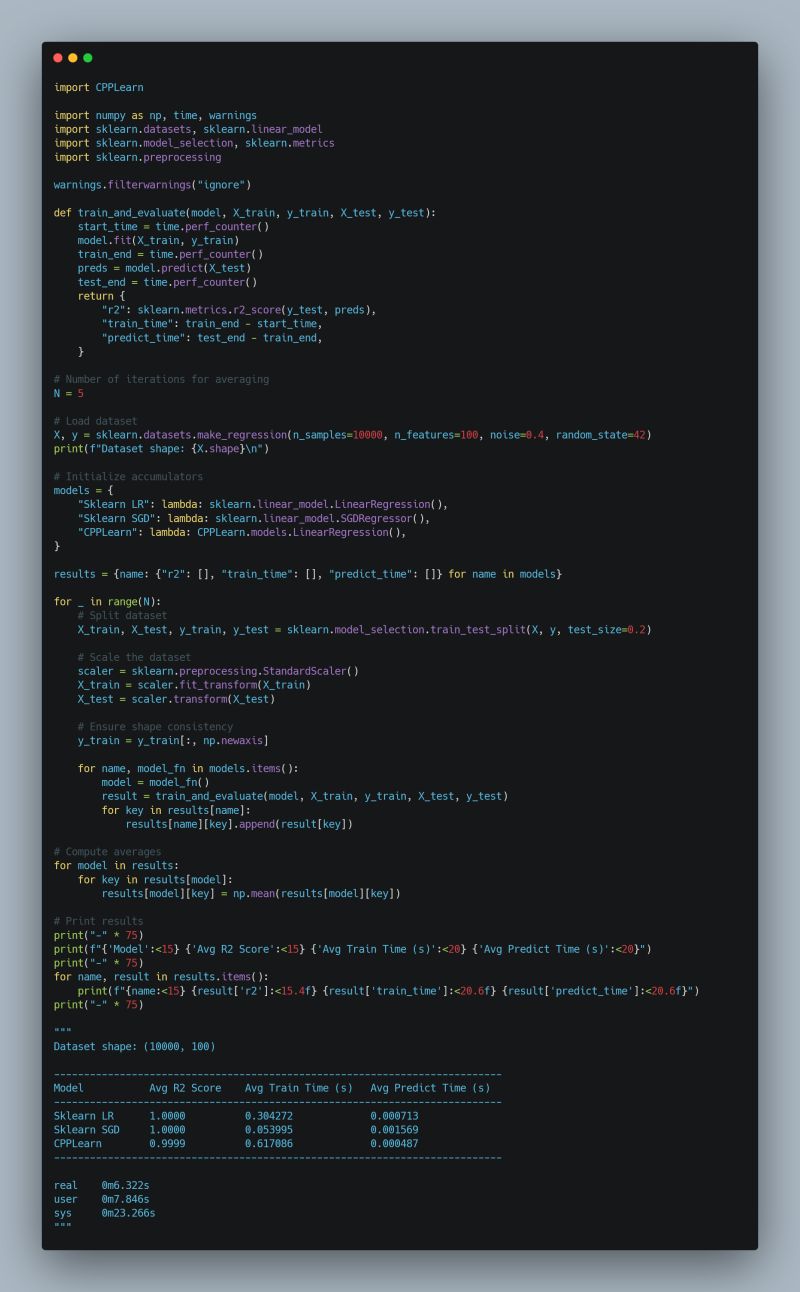 import CPPLearn

import numpy as np, time, warnings
import sklearn.datasets, sklearn.linear_model
import sklearn.model_selection, sklearn.metrics
import sklearn.preprocessing

warnings.filterwarnings("ignore")

def train_and_evaluate(model, X_train, y_train, X_test, y_test):
    start_time = time.perf_counter()
    model.fit(X_train, y_train)
    train_end = time.perf_counter()
    preds = model.predict(X_test)
    test_end = time.perf_counter()
    return {
        "r2": sklearn.metrics.r2_score(y_test, preds),
        "train_time": train_end - start_time,
        "predict_time": test_end - train_end,
    }

# Number of iterations for averaging
N = 5

# Load dataset
X, y = sklearn.datasets.make_regression(n_samples=10000, n_features=100, noise=0.4, random_state=42)
print(f"Dataset shape: {X.shape}\n")

# Initialize accumulators
models = {
    "Sklearn LR": lambda: sklearn.linear_model.LinearRegression(),
    "Sklearn SGD": lambda: sklearn.linear_model.SGDRegressor(),
    "CPPLearn": lambda: CPPLearn.models.LinearRegression(),
}

results = {name: {"r2": [], "train_time": [], "predict_time": []} for name in models}

for _ in range(N):
    # Split dataset
    X_train, X_test, y_train, y_test = sklearn.model_selection.train_test_split(X, y, test_size=0.2)

    # Scale the dataset
    scaler = sklearn.preprocessing.StandardScaler()
    X_train = scaler.fit_transform(X_train)
    X_test = scaler.transform(X_test)

    # Ensure shape consistency
    y_train = y_train[:, np.newaxis]

    for name, model_fn in models.items():
        model = model_fn()
        result = train_and_evaluate(model, X_train, y_train, X_test, y_test)
        for key in results[name]:
            results[name][key].append(result[key])

# Compute averages
for model in results:
    for key in results[model]:
        results[model][key] = np.mean(results[model][key])

# Print results
print("-" * 75)
print(f"{'Model':<15} {'Avg R2 Score':<15} {'Avg Train Time (s)':<20} {'Avg Predict Time (s)':<20}")
print("-" * 75)
for name, result in results.items():
    print(f"{name:<15} {result['r2']:<15.4f} {result['train_time']:<20.6f} {result['predict_time']:<20.6f}")
print("-" * 75)

"""
Dataset shape: (10000, 100)

---------------------------------------------------------------------------
Model           Avg R2 Score    Avg Train Time (s)   Avg Predict Time (s)
---------------------------------------------------------------------------
Sklearn LR      1.0000          0.304272             0.000713
Sklearn SGD     1.0000          0.053995             0.001569
CPPLearn        0.9999          0.617086             0.000487
---------------------------------------------------------------------------

real    0m6.322s
user    0m7.846s
sys     0m23.266s
"""